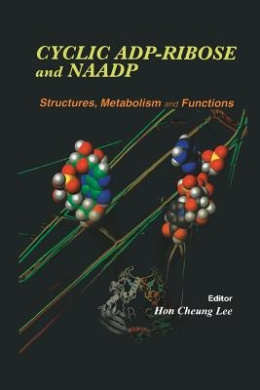 CYCLIC ADP-RIBOSE
and NAADP
Structures, Metabolism and Functions
Editor
Hon Cheung Lee